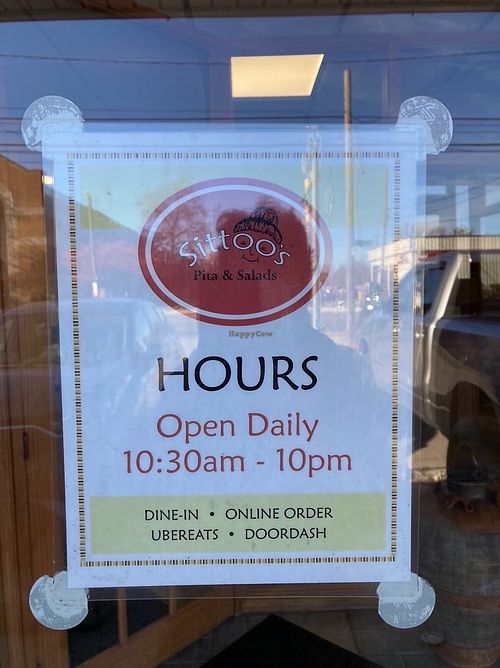 Sittoo's
Pita & Salads
HappyCow
HOURS
Open Daily
10:30am - 10pm
DINE-IN • ONLINE ORDER
UBEREATS • DOORDASH